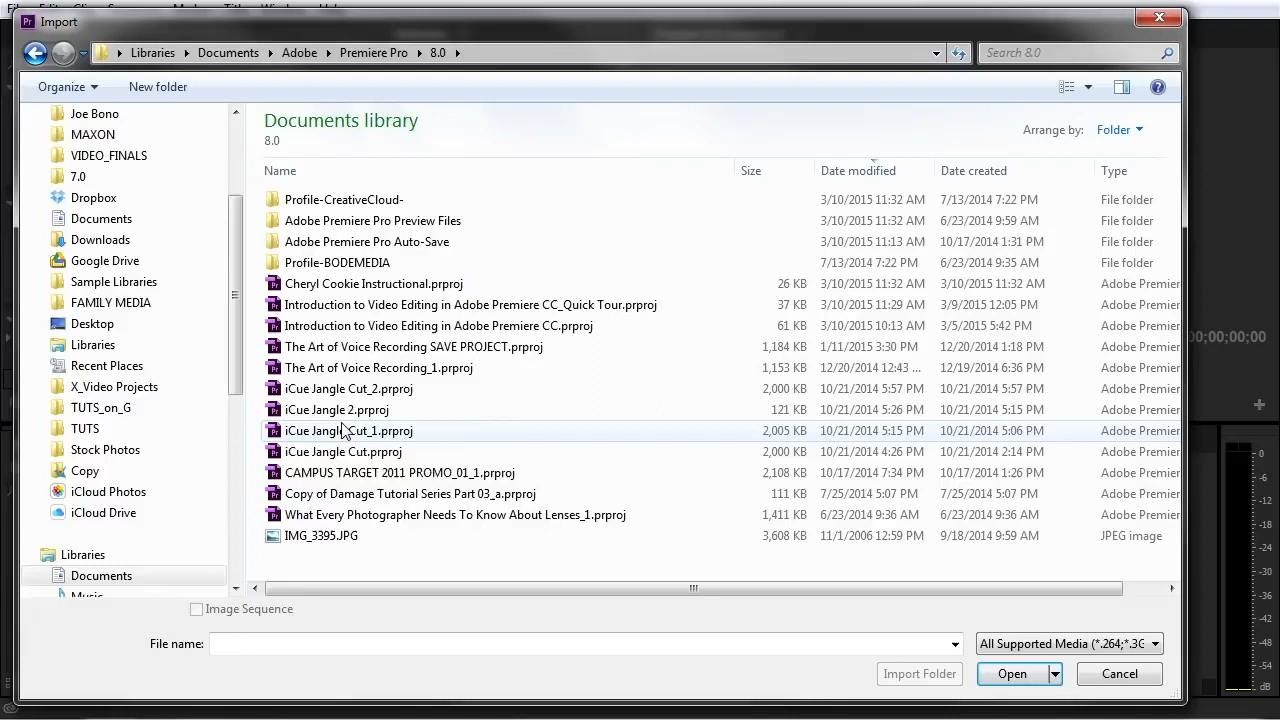 Import
Libraries Documents Adobe Premiere Pro 8.0
Search 8.0
Organize New folder
Joe Bono
MAXON
VIDEO_FINALS
7.0
Dropbox
Documents
Downloads
Google Drive
Sample Libraries
FAMILY MEDIA
Desktop
Libraries
Recent Places
X_Video Projects
TUTS_on_G
TUTS
Stock Photos
Copy
iCloud Photos
iCloud Drive
Libraries
Documents
Music
Documents library
8.0
Arrange by: Folder
Name Size Date modified Date created Type
Profile-CreativeCloud- 3/10/2015 11:32 AM 7/13/2014 7:22 PM File folder
Adobe Premiere Pro Preview Files 3/10/2015 11:32 AM 6/23/2014 9:59 AM File folder
Adobe Premiere Pro Auto-Save 3/10/2015 11:13 AM 10/17/2014 1:31 PM File folder
Profile-BODEMEDIA 7/13/2014 7:22 PM 6/23/2014 9:35 AM File folder
Cheryl Cookie Instructional.prproj 26 KB 3/10/2015 11:32 AM 3/10/2015 11:32 AM Adobe Premier
Introduction to Video Editing in Adobe Premiere CC_Quick Tour.prproj 37 KB 3/10/2015 11:29 AM 3/9/2015 12:05 PM Adobe Premier
Introduction to Video Editing in Adobe Premiere CC.prproj 61 KB 3/10/2015 10:13 AM 3/5/2015 5:42 PM Adobe Premier
The Art of Voice Recording SAVE PROJECT.prproj 1,184 KB 1/11/2015 3:30 PM 12/20/2014 1:18 PM Adobe Premier
The Art of Voice Recording_1.prproj 1,153 KB 12/20/2014 12:43 ... 12/19/2014 6:36 PM Adobe Premier
iCue Jangle Cut_2.prproj 2,000 KB 10/21/2014 5:57 PM 10/21/2014 5:57 PM Adobe Premier
iCue Jangle 2.prproj 121 KB 10/21/2014 5:26 PM 10/21/2014 5:15 PM Adobe Premier
iCue Jangle Cut_1.prproj 2,005 KB 10/21/2014 5:15 PM 10/21/2014 5:06 PM Adobe Premier
iCue Jangle Cut.prproj 2,000 KB 10/21/2014 4:26 PM 10/21/2014 2:14 PM Adobe Premier
CAMPUS TARGET 2011 PROMO_01_1.prproj 2,108 KB 10/17/2014 7:34 PM 10/17/2014 1:26 PM Adobe Premier
Copy of Damage Tutorial Series Part 03_a.prproj 111 KB 7/25/2014 5:07 PM 7/25/2014 5:07 PM Adobe Premier
What Every Photographer Needs To Know About Lenses_1.prproj 1,411 KB 6/23/2014 9:36 AM 6/23/2014 9:36 AM Adobe Premier
IMG_3395.JPG 3,608 KB 11/1/2006 12:59 PM 9/18/2014 9:59 AM JPEG image
Image Sequence
File name:
All Supported Media (*.264;*.3G
Import Folder Open Cancel
00;00;00;00
0
-6
-12
-18
-24
-30
-36
-42
-48
-54
dB